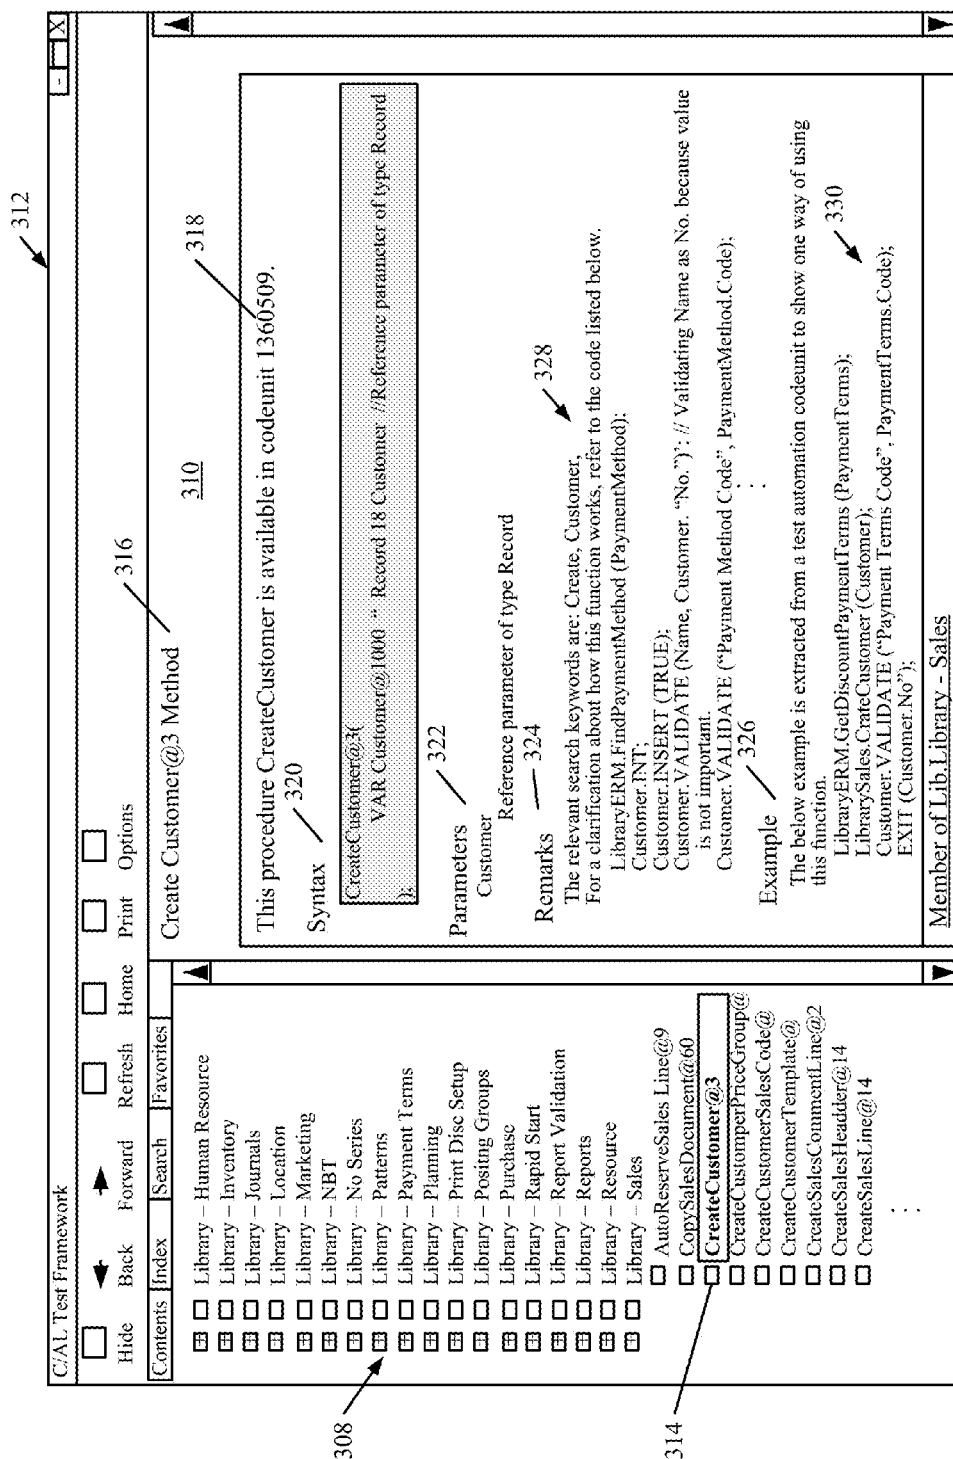 312
C/AL Test Framework
- X
Hide Back Forward Refresh Home Print Options
Contents Index Search Favorites
308
Library – Human Resource
Library – Inventory
Library – Journals
Library – Location
Library – Marketing
Library – NBT
Library – No Series
Library – Patterns
Library – Payment Terms
Library – Planning
Library – Print Disc Setup
Library – Positng Groups
Library – Purchase
Library – Rapid Start
Library – Report Validation
Library – Reports
Library – Resource
Library – Sales
AutoReserveSales Line@9
CopySalesDocument@60
314
CreateCustomer@3
CreateCustomperPriceGroup@
CreateCustomerSalesCode@
CreateCustomerTemplate@
CreateSalesCommentLine@2
CreateSalesHeadder@14
CreateSalesLine@14
Create Customer@3 Method
316
310
318
This procedure CreateCustomer is available in codeunit 1360509.
320
Syntax
CreateCustomer@3(
VAR Customer@1000 " Record 18 Customer //Reference parameter of type Record
);
322
Parameters
Customer
Reference parameter of type Record
324
Remarks
328
The relevant search keywords are: Create, Customer,
For a clarification about how this function works, refer to the code listed below.
LibraryERM.FindPaymentMethod (PaymentMethod);
Customer.INT;
Customer.INSERT (TRUE);
Customer.VALIDATE (Name, Customer. “No.”) ; // Validating Name as No. because value
is not important.
Customer.VALIDATE (“Payment Method Code”, PaymentMethod.Code);
326
Example
The below example is extracted from a test automation codeunit to show one way of using
this function.
330
LibraryERM.GetDiscountPaymentTerms (PaymentTerms);
LibrarySales.CrateCustomer (Customer);
Customer.VALIDATE (“Payment Terms Code”, PaymentTerms.Code);
EXIT (Customer.No”);
Member of Lib.Library - Sales